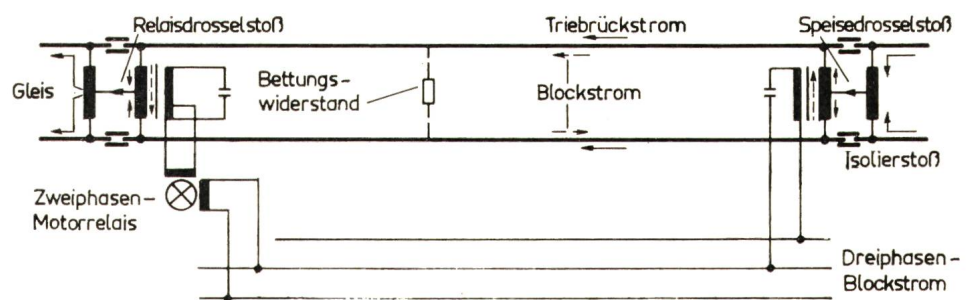 Relaisdrosselstoß
Triebrückstrom
Speisedrosselstoß
Gleis
Bettungs-
widerstand
Blockstrom
Isolierstoß
Zweiphasen-
Motorrelais
Dreiphasen-
Blockstrom